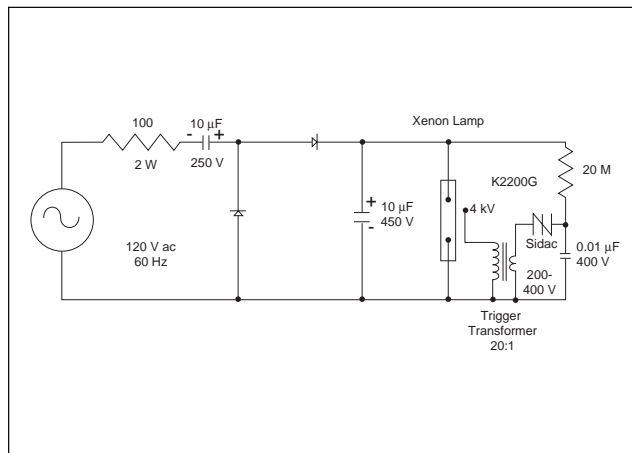 100
2 W
- 10 μF +
250 V
120 V ac
60 Hz
+
10 μF
450 V
-
Xenon Lamp
K2200G
4 kV
20 M
Sidac
0.01 μF
400 V
200-
400 V
Trigger
Transformer
20:1